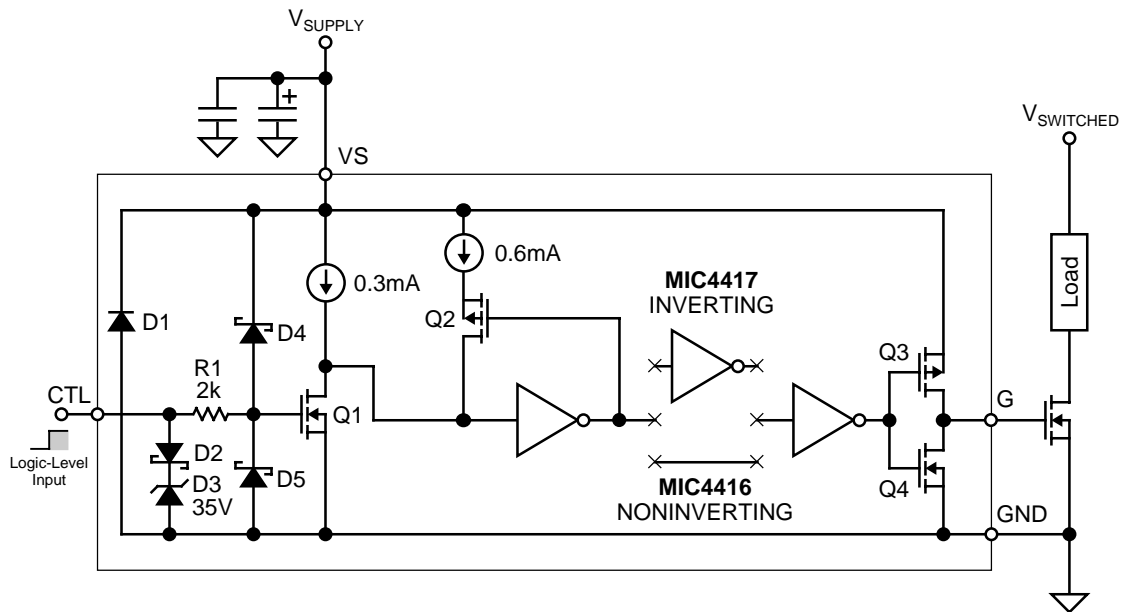 VSUPPLY
+
VSWITCHED
VS
0.6mA
0.3mA
MIC4417
INVERTING
Load
D1
D4
Q2
Q3
R1
2k
CTL
Q1
G
D2
D5
Logic-Level
Input
D3
35V
MIC4416
NONINVERTING
Q4
GND